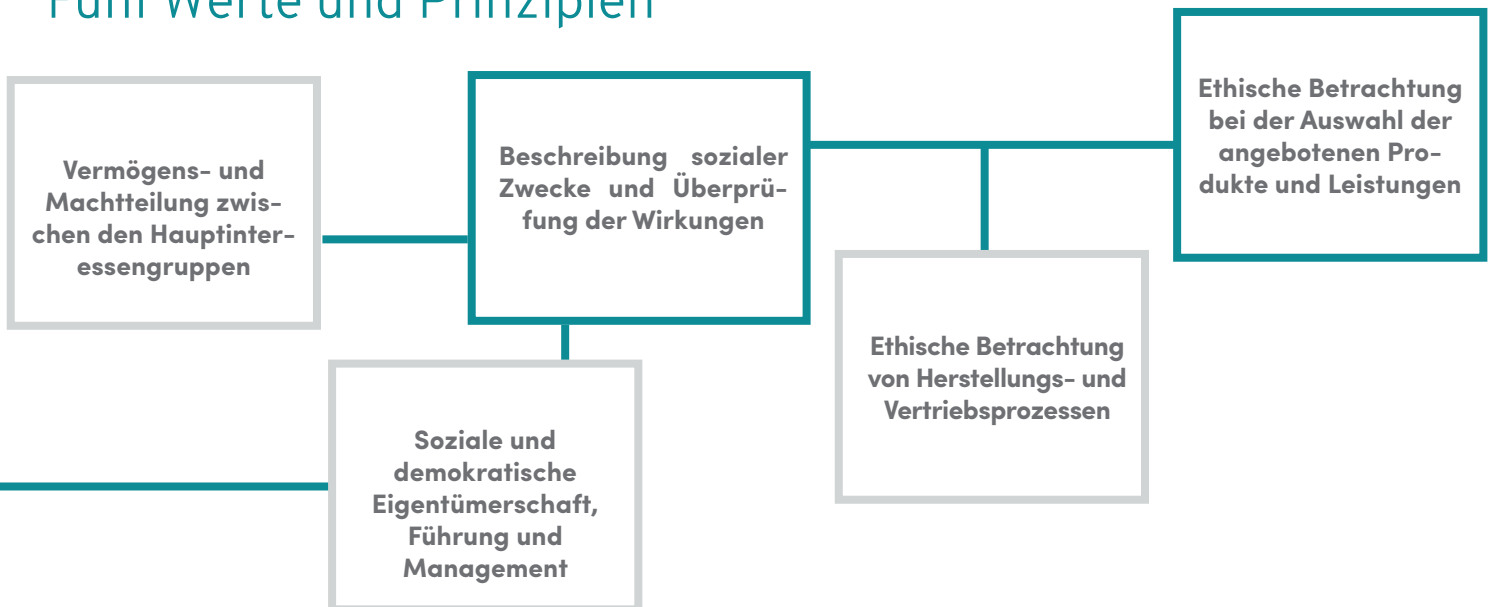 Fünf Werte und Prinzipien
Vermögens- und
Machtteilung zwis-
chen den Hauptinter-
essengruppen
Beschreibung sozialer
Zwecke und Überprü-
fung der Wirkungen
Ethische Betrachtung
bei der Auswahl der
angebotenen Pro-
dukte und Leistungen
Soziale und
demokratische
Eigentümerschaft,
Führung und
Management
Ethische Betrachtung
von Herstellungs- und
Vertriebsprozessen